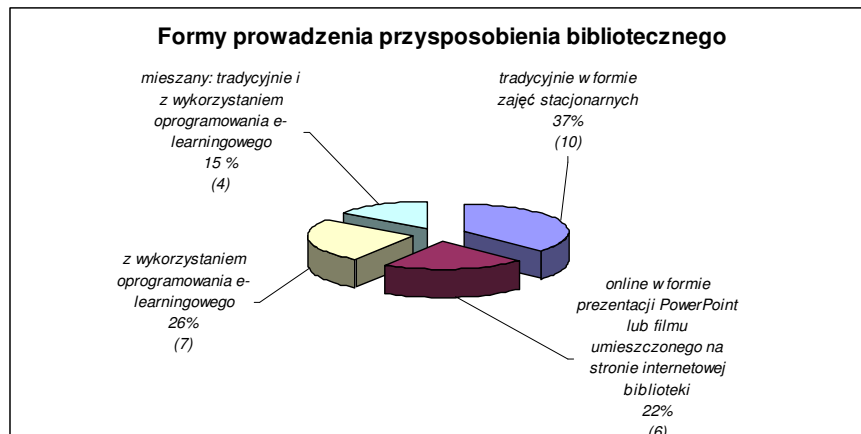 Formy prowadzenia przysposobienia bibliotecznego
mieszany: tradycyjnie i
z wykorzystaniem
oprogramowania e-
learningowego
15 %
(4)
tradycyjnie w formie
zajęć stacjonarnych
37%
(10)
z wykorzystaniem
oprogramowania e-
learningowego
26%
(7)
online w formie
prezentacji PowerPoint
lub filmu
umieszczonego na
stronie internetowej
biblioteki
22%
(6)